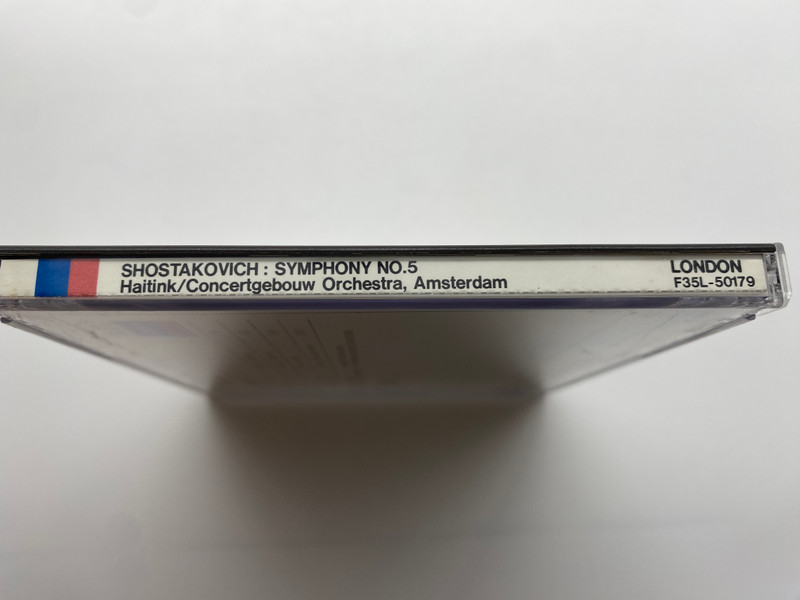 SHOSTAKOVICH : SYMPHONY NO.5
Haitink/Concertgebouw Orchestra, Amsterdam
LONDON
F35L-50179